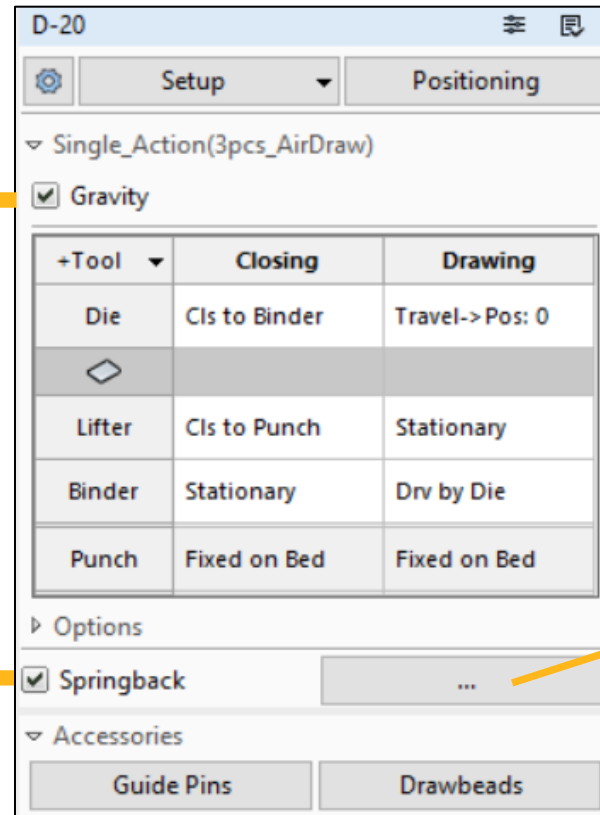 D-20
Setup Positioning
Single_Action(3pcs_AirDraw)
Gravity
+Tool Closing Drawing
Die Cls to Binder Travel->Pos: 0
Lifter Cls to Punch Stationary
Binder Stationary Drv by Die
Punch Fixed on Bed Fixed on Bed
Options
Springback ...
Accessories
Guide Pins Drawbeads